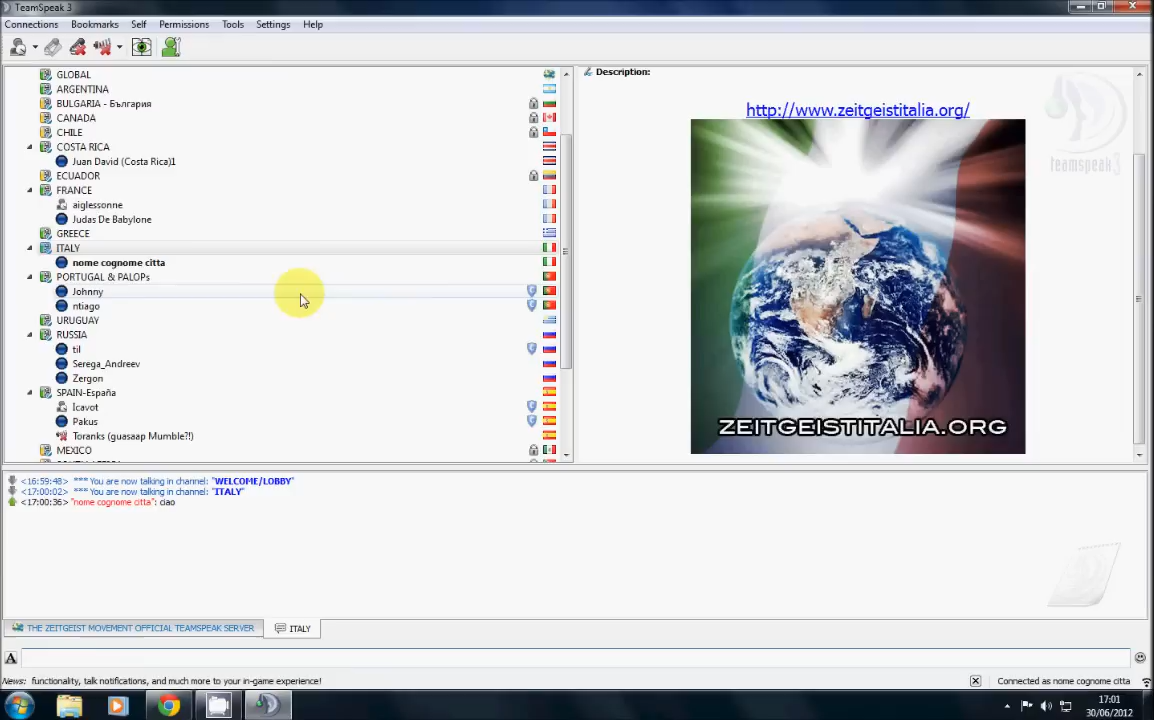 TeamSpeak 3
Connections Bookmarks Self Permissions Tools Settings Help
GLOBAL
ARGENTINA
BULGARIA - България
CANADA
CHILE
COSTA RICA
Juan David (Costa Rica)1
ECUADOR
FRANCE
aiglessonne
Judas De Babylone
GREECE
ITALY
nome cognome citta
PORTUGAL & PALOPs
Johnny
ntiago
URUGUAY
RUSSIA
til
Serega_Andreev
Zergon
SPAIN-España
Icavot
Pakus
Toranks (guasaap Mumble?!)
MEXICO
Description:
http://www.zeitgeistitalia.org/
ZEITGEISTITALIA.ORG
teamspeak 3
<16:59:48> *** You are now talking in channel: "WELCOME/LOBBY"
<17:00:02> *** You are now talking in channel: "ITALY"
<17:00:36> "nome cognome citta": ciao
THE ZEITGEIST MOVEMENT OFFICIAL TEAMSPEAK SERVER ITALY
A
News: functionality, talk notifications, and much more to your in-game experience! Connected as nome cognome citta
17:01
30/06/2012